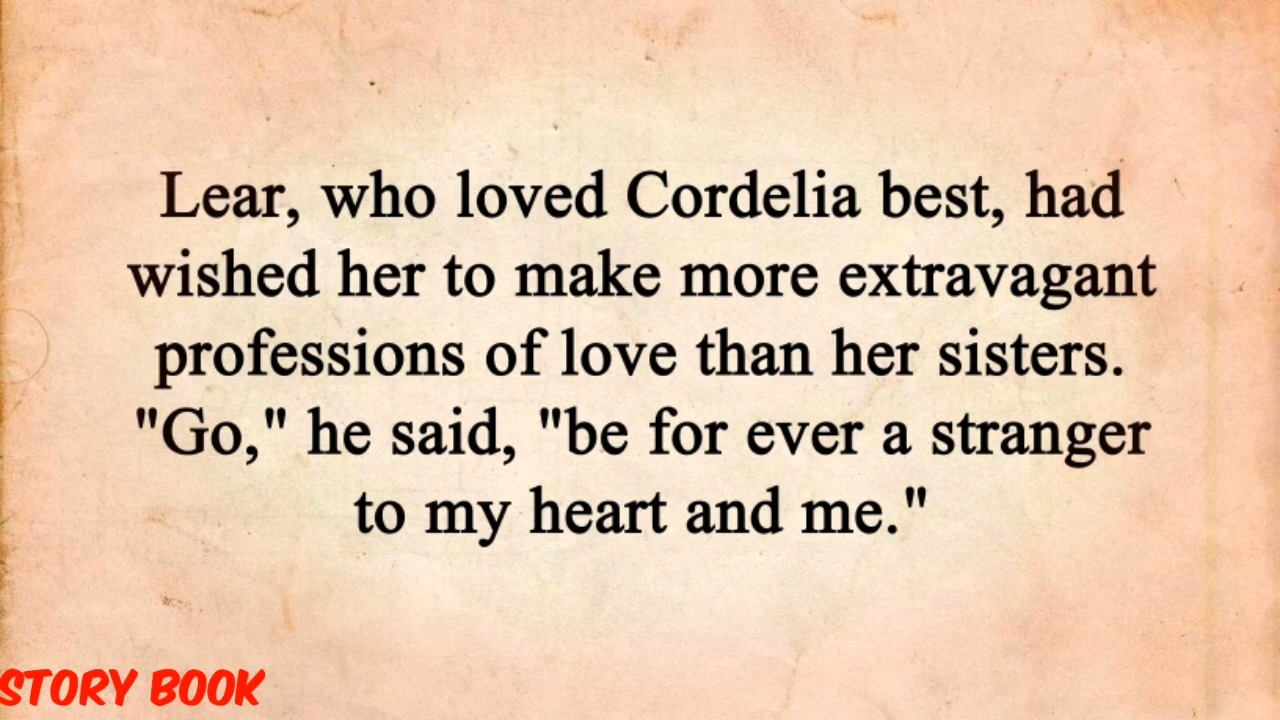 Lear, who loved Cordelia best, had
wished her to make more extravagant
professions of love than her sisters.
"Go," he said, "be for ever a stranger
to my heart and me."
STORY BOOK